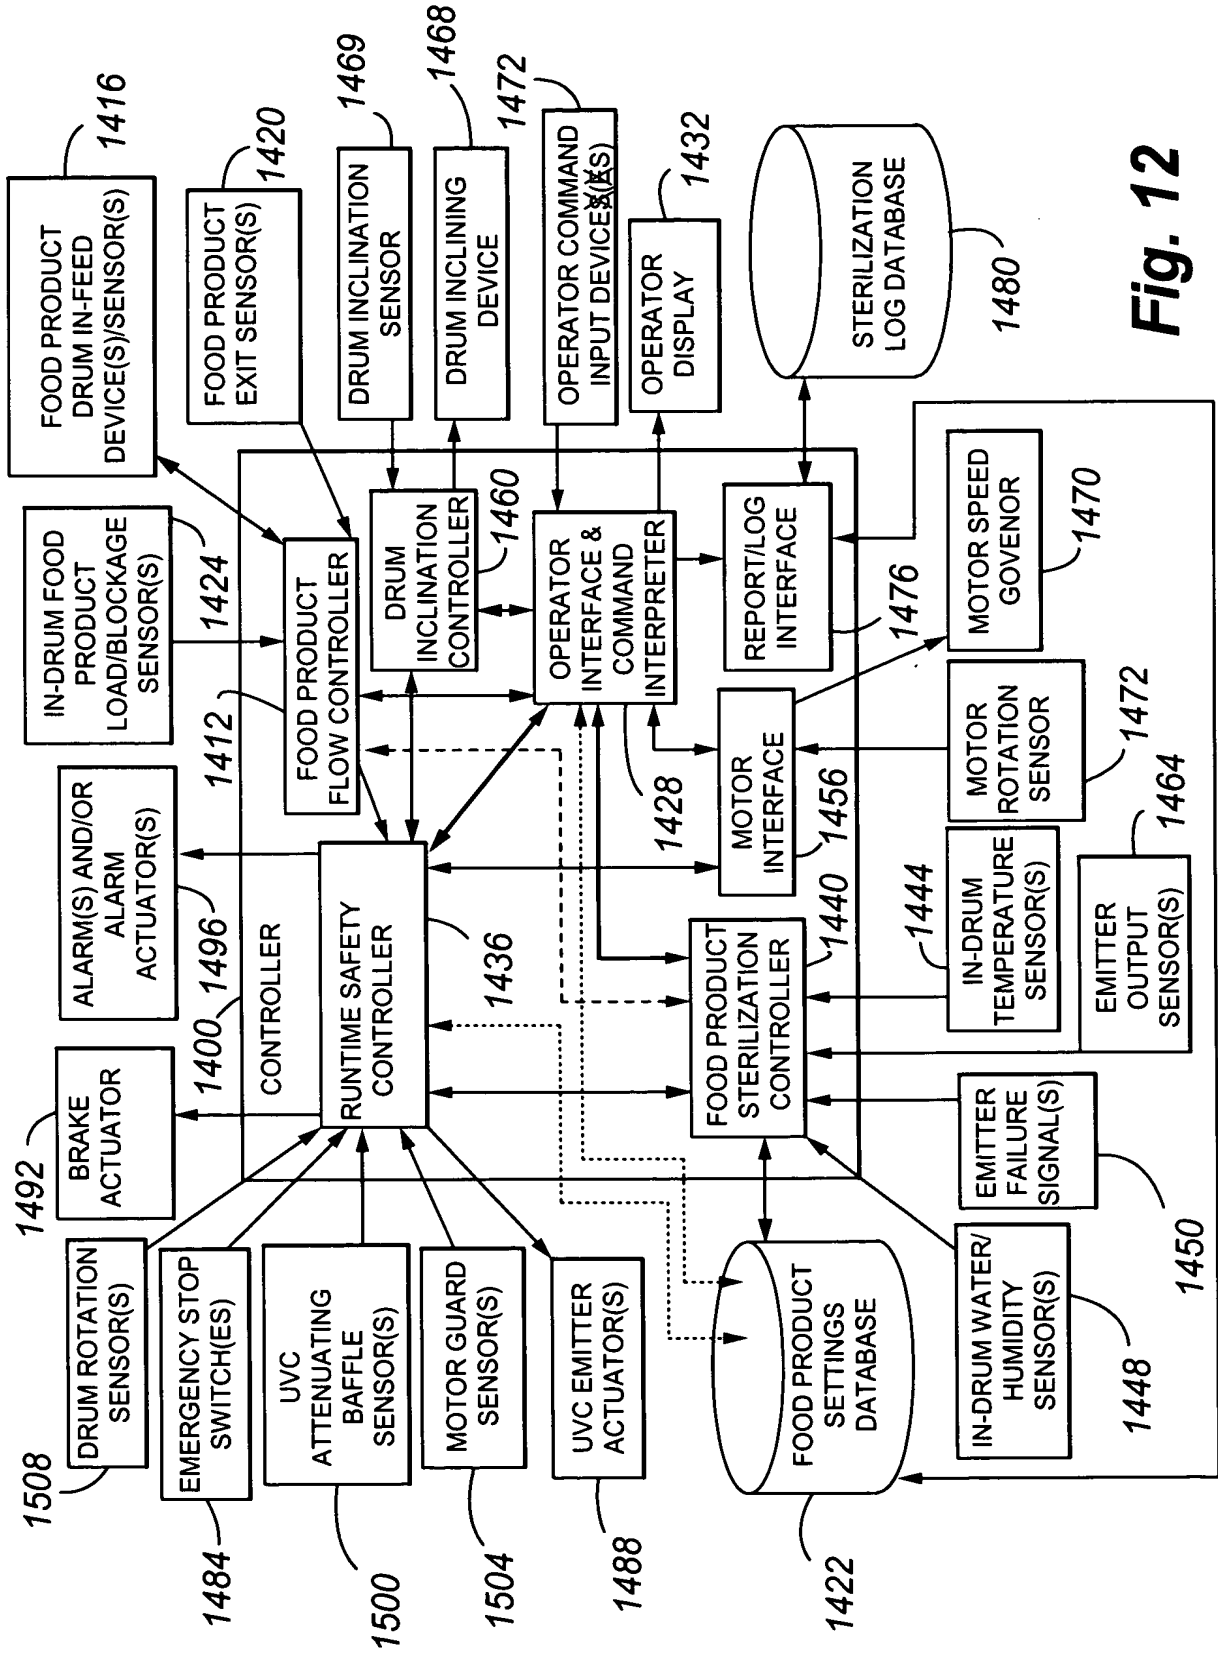 1508
DRUM ROTATION
SENSOR(S)
1492
BRAKE
ACTUATOR
ALARM(S) AND/OR
ALARM
ACTUATOR(S)
1496
IN-DRUM FOOD
PRODUCT
LOAD/BLOCKAGE
SENSOR(S)
1424
FOOD PRODUCT
DRUM IN-FEED
DEVICE(S)/SENSOR(S)
1416
1484
EMERGENCY STOP
SWITCH(ES)
1400
CONTROLLER
1412
FOOD PRODUCT
FLOW CONTROLLER
FOOD PRODUCT
EXIT SENSOR(S)
1420
1500
UVC
ATTENUATING
BAFFLE
SENSOR(S)
RUNTIME SAFETY
CONTROLLER
1436
DRUM
INCLINATION
CONTROLLER
1460
DRUM INCLINATION
SENSOR
1469
1504
MOTOR GUARD
SENSOR(S)
DRUM INCLINING
DEVICE
1468
1488
UVC EMITTER
ACTUATOR(S)
OPERATOR
INTERFACE &
COMMAND
INTERPRETER
1428
OPERATOR COMMAND
INPUT DEVICES(ES)
1472
OPERATOR
DISPLAY
1432
1422
FOOD PRODUCT
SETTINGS
DATABASE
FOOD PRODUCT
STERILIZATION
CONTROLLER
1440
MOTOR
INTERFACE
1456
REPORT/LOG
INTERFACE
1476
STERILIZATION
LOG DATABASE
1480
IN-DRUM WATER/
HUMIDITY
SENSOR(S)
1448
EMITTER
FAILURE
SIGNAL(S)
1450
IN-DRUM
TEMPERATURE
SENSOR(S)
1444
EMITTER
OUTPUT
SENSOR(S)
1464
MOTOR
ROTATION
SENSOR
1472
MOTOR SPEED
GOVENOR
1470
Fig. 12